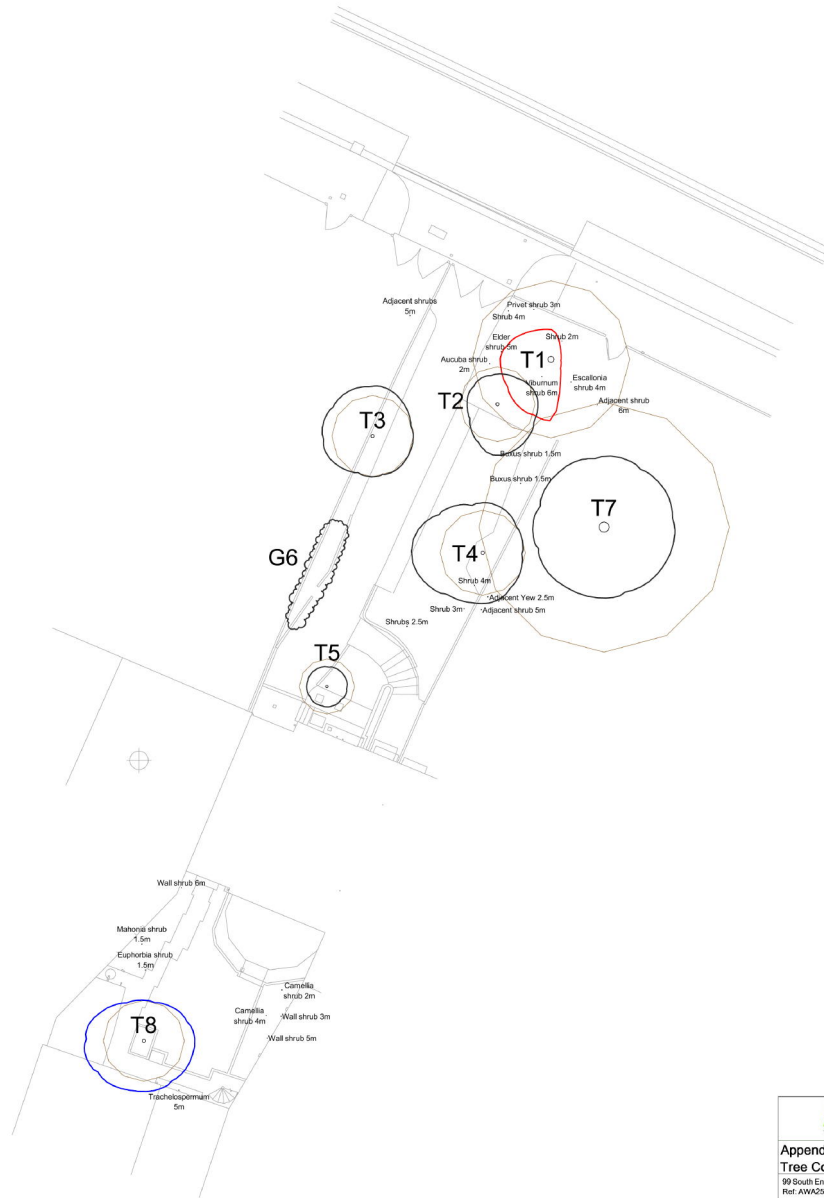 Adjacent shrubs
5m
Privet shrub 3m
Shrub 4m
Elder
shrub 5m
Shrub 2m
T1
Aucuba shrub
2m
Viburnum
shrub 6m
Escallonia
shrub 4m
T2
Adjacent shrub
6m
T3
Buxus shrub 1.5m
Buxus shrub 1.5m
T7
T4
G6
Shrub 4m
Adjacent Yew 2.5m
Shrub 3m
Adjacent shrub 5m
Shrubs 2.5m
T5
Wall shrub 6m
Mahonia shrub
1.5m
Euphorbia shrub
1.5m
Camellia
shrub 2m
Camellia
shrub 4m
Wall shrub 3m
T8
Wall shrub 5m
Trachelospermum
5m
Append
Tree Co
99 South En
Ref: AWA25